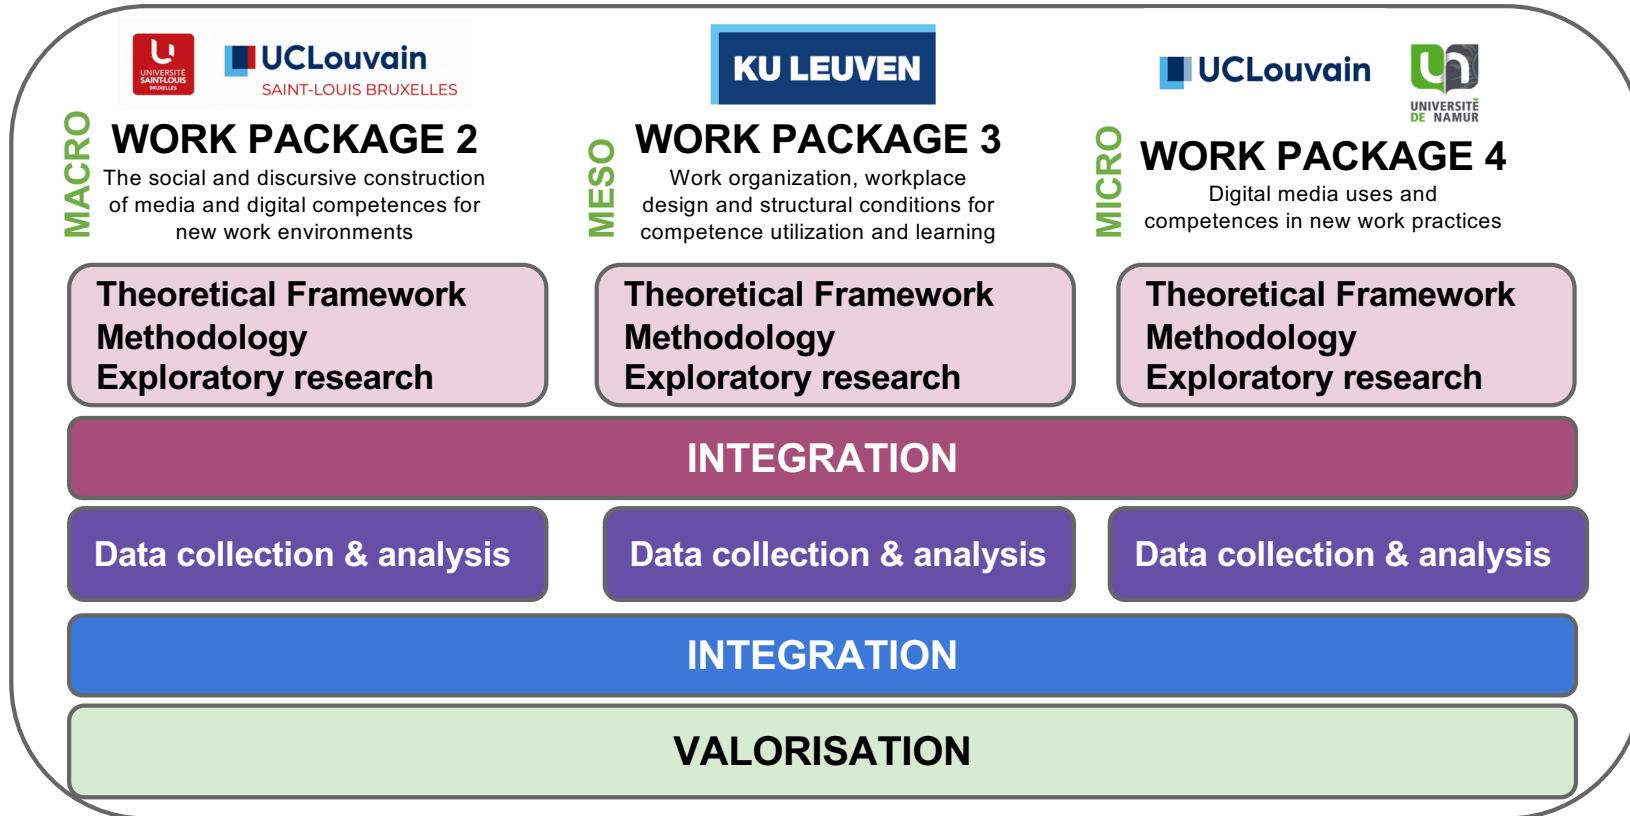 UNIVERSITÉ
SAINT-LOUIS
BRUXELLES
UCLouvain
SAINT-LOUIS BRUXELLES
MACRO
WORK PACKAGE 2
The social and discursive construction
of media and digital competences for
new work environments
KU LEUVEN
MESO
WORK PACKAGE 3
Work organization, workplace
design and structural conditions for
competence utilization and learning
UCLouvain
UNIVERSITÉ
DE NAMUR
MICRO
WORK PACKAGE 4
Digital media uses and
competences in new work practices
Theoretical Framework
Methodology
Exploratory research
Theoretical Framework
Methodology
Exploratory research
Theoretical Framework
Methodology
Exploratory research
INTEGRATION
Data collection & analysis
Data collection & analysis
Data collection & analysis
INTEGRATION
VALORISATION